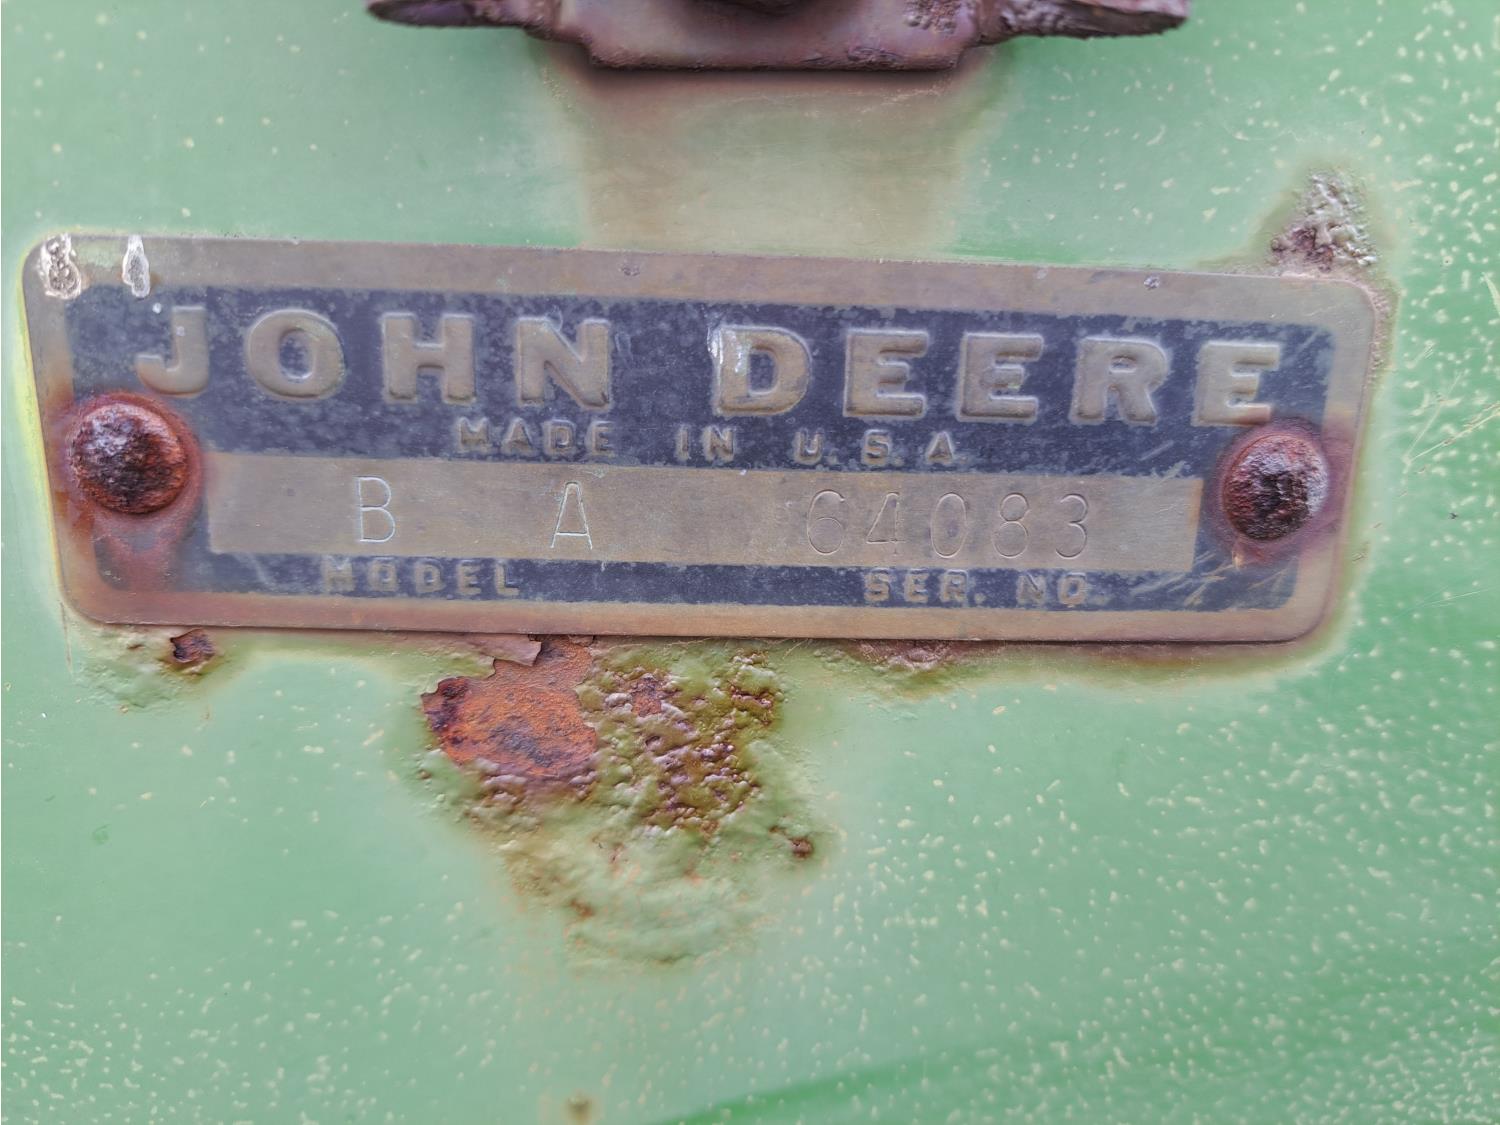 JOHN DEERE
MADE IN U.S.A
B A 64083
MODEL SER. NO.